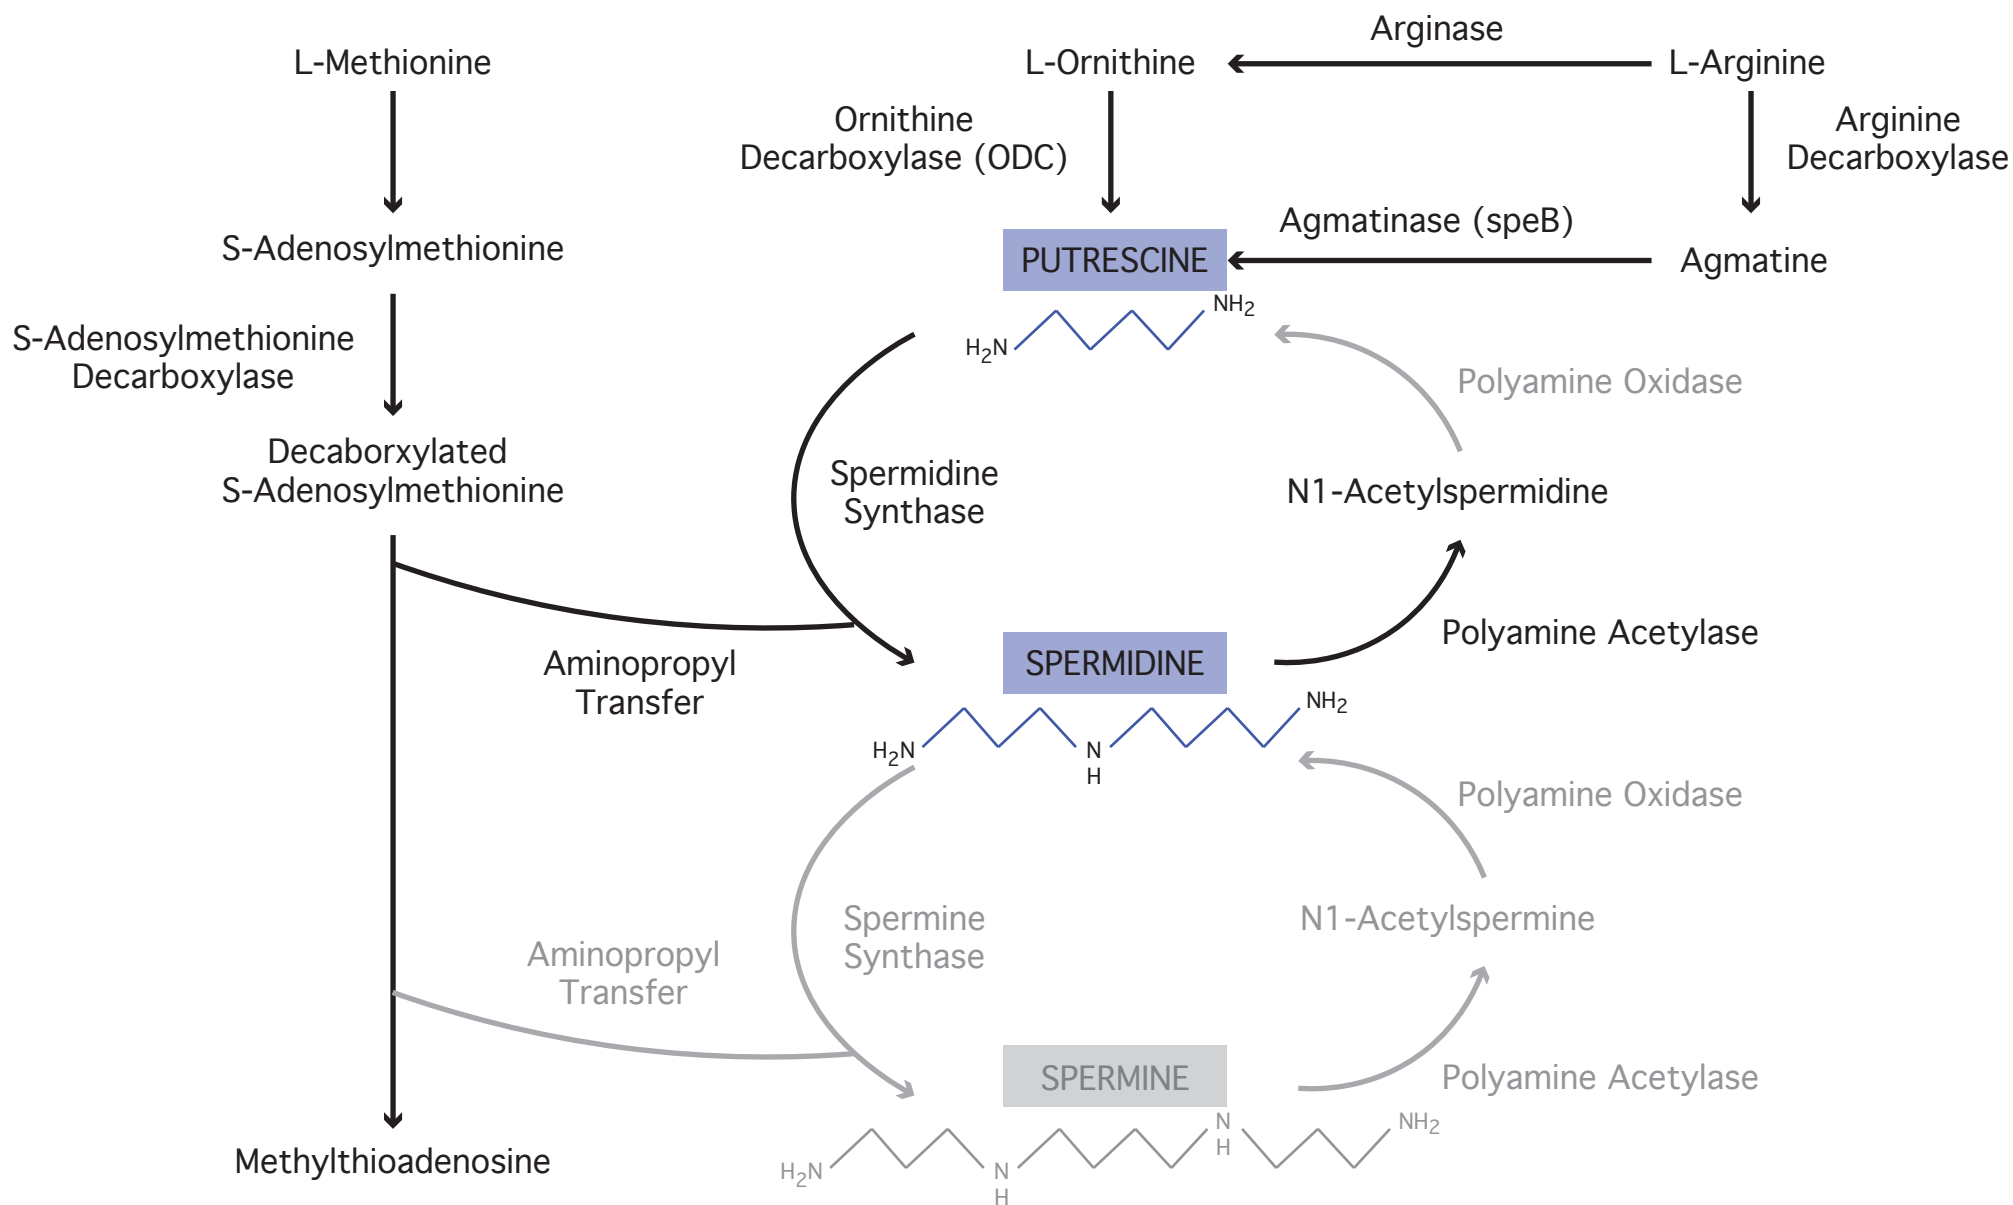 Arginase
L-Methionine
L-Ornithine
L-Arginine
Ornithine
Decarboxylase (ODC)
Arginine
Decarboxylase
Agmatinase (speB)
S-Adenosylmethionine
PUTRESCINE
Agmatine
NH2
H2N
S-Adenosylmethionine
Decarboxylase
Polyamine Oxidase
Decaborxylated
S-Adenosylmethionine
Spermidine
Synthase
N1-Acetylspermidine
Polyamine Acetylase
Aminopropyl
Transfer
SPERMIDINE
NH2
H2N
N
H
Polyamine Oxidase
Spermine
Synthase
N1-Acetylspermine
Aminopropyl
Transfer
SPERMINE
Polyamine Acetylase
N
H
NH2
H2N
N
H
Methylthioadenosine